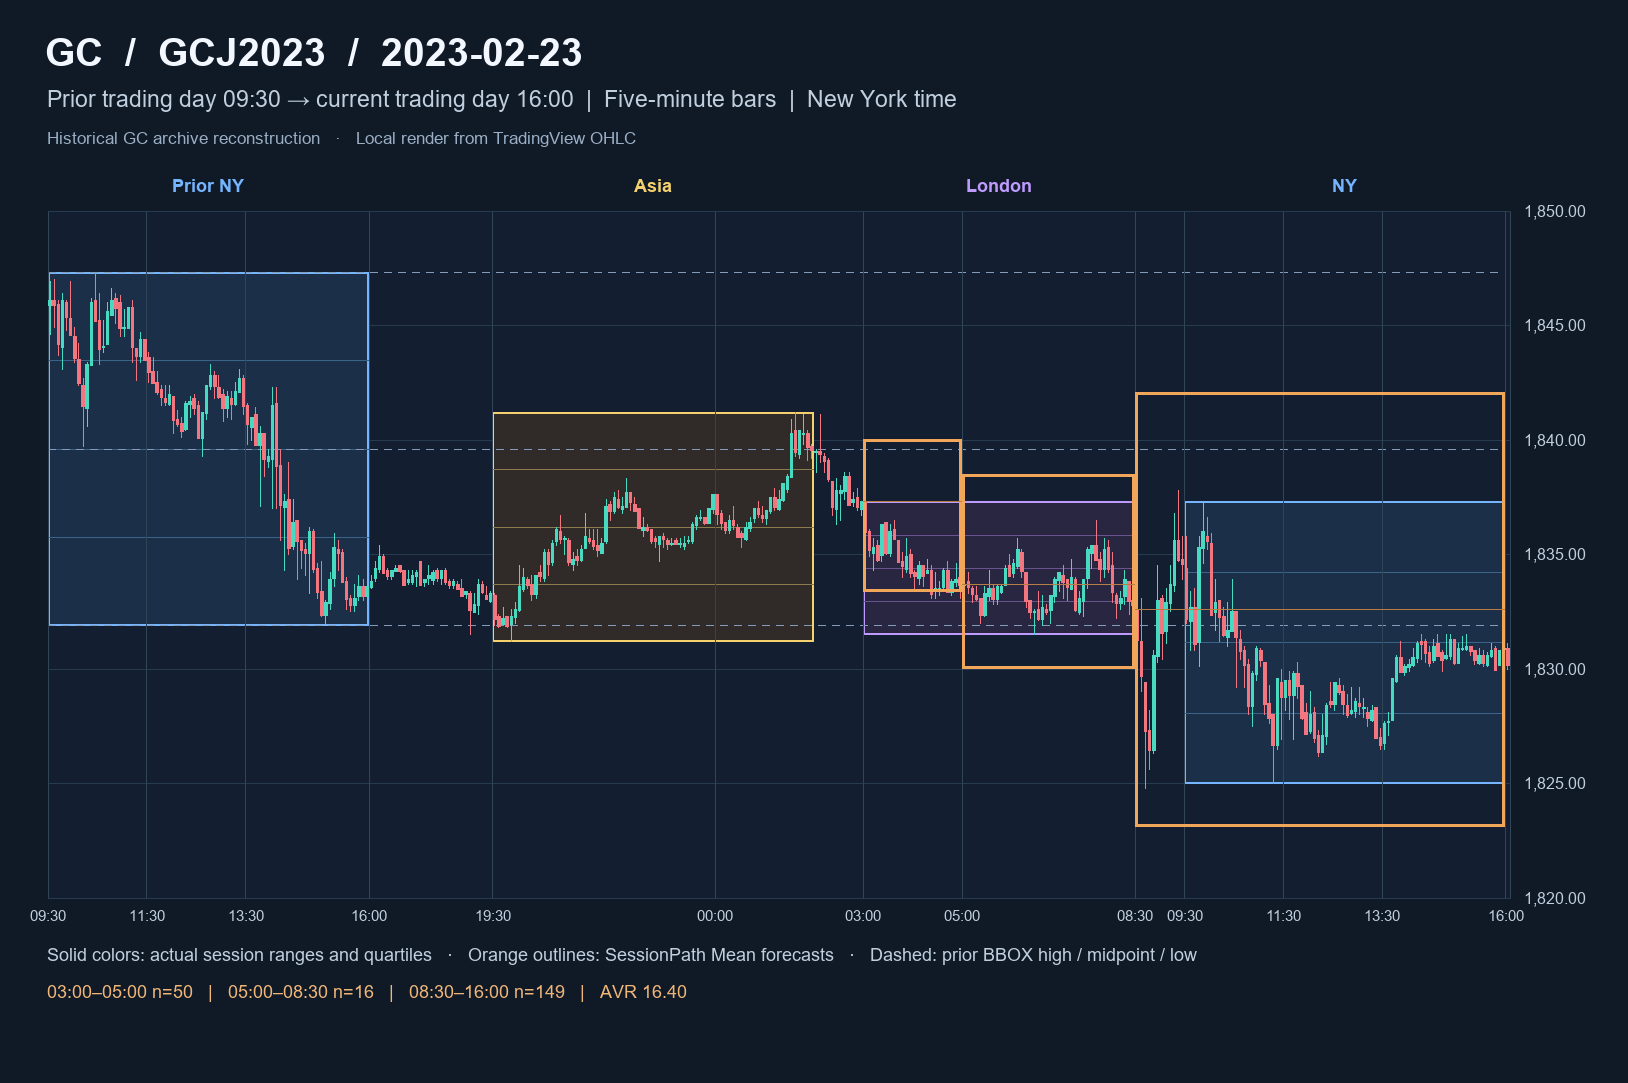 GC / GCJ2023 / 2023-02-23
Prior trading day 09:30 → current trading day 16:00 | Five-minute bars | New York time
Historical GC archive reconstruction · Local render from TradingView OHLC
Prior NY Asia London NY
1,850.00
1,845.00
1,840.00
1,835.00
1,830.00
1,825.00
1,820.00
09:30 11:30 13:30 16:00 19:30 00:00 03:00 05:00 08:30 09:30 11:30 13:30 16:00
Solid colors: actual session ranges and quartiles · Orange outlines: SessionPath Mean forecasts · Dashed: prior BBOX high / midpoint / low
03:00–05:00 n=50 | 05:00–08:30 n=16 | 08:30–16:00 n=149 | AVR 16.40